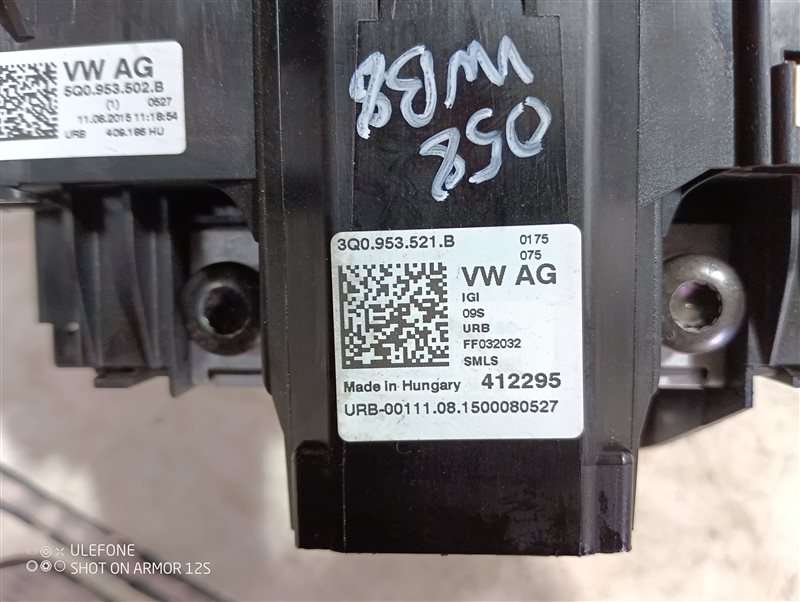 VW AG
5Q0.953.502.B
(1) 0527
11.08.2015 11:18:54
URB 409.186 HU
WB8
058
3Q0.953.521.B 0175
075
VW AG
IGI
09S
URB
FF032032
SMLS
Made in Hungary 412295
URB-00111.08.1500080527
ULEFONE
SHOT ON ARMOR 12S